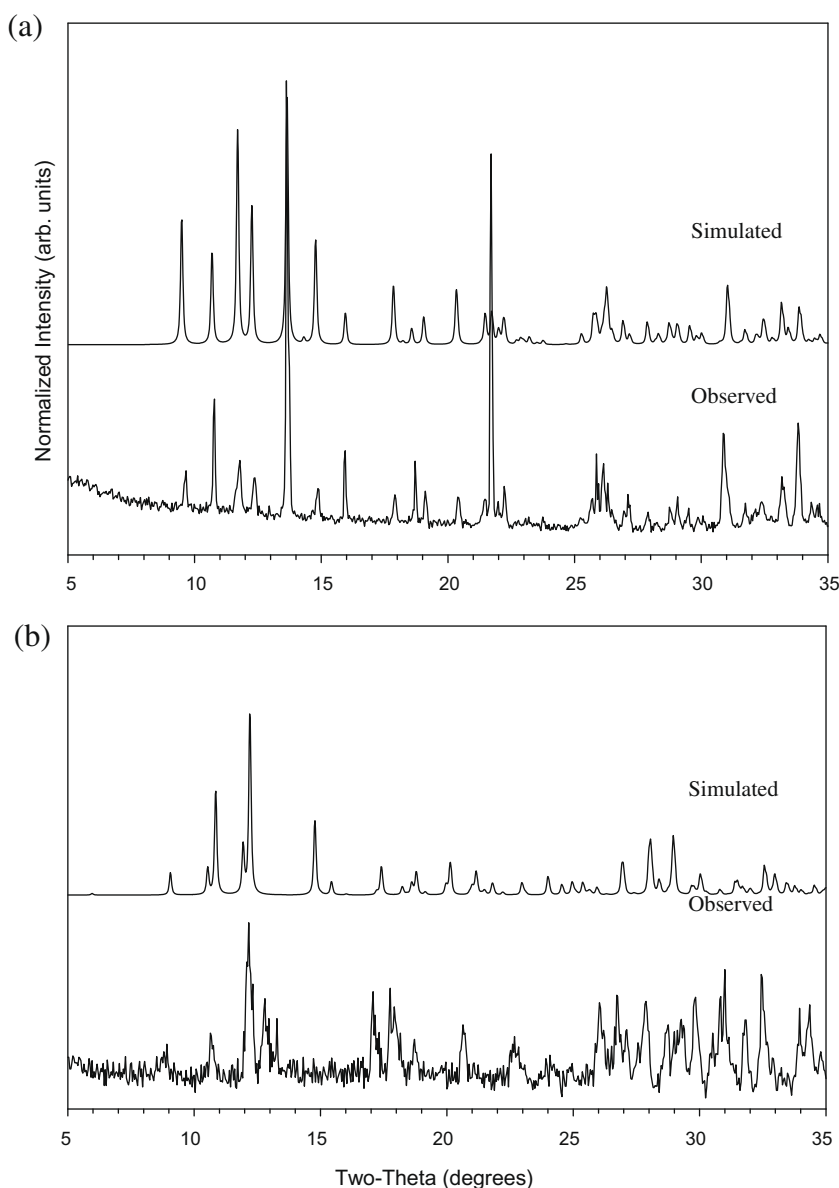 (a)
Normalized Intensity (arb. units)
Simulated
Observed
5 10 15 20 25 30 35
(b)
Simulated
Observed
5 10 15 20 25 30 35
Two-Theta (degrees)